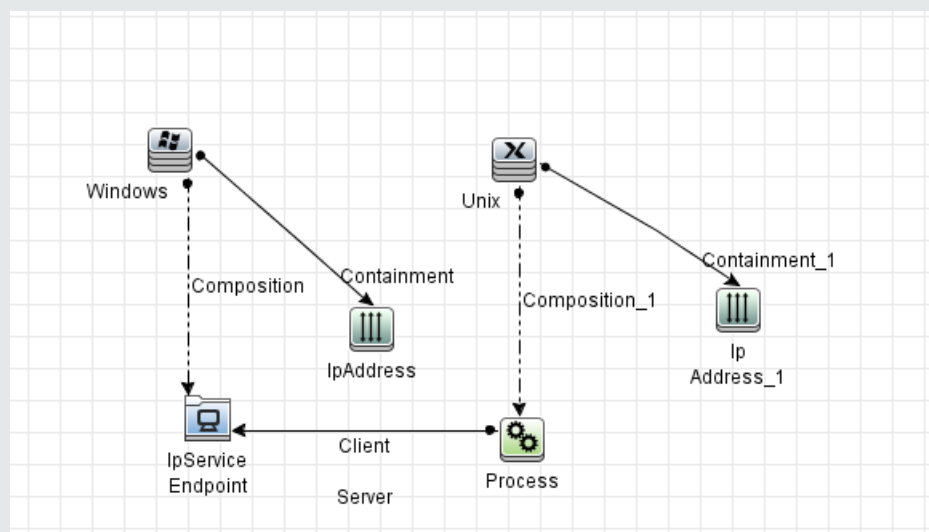 Windows
Unix
Composition
Containment
Composition_1
Containment_1
IpAddress
Ip
Address_1
IpService
Endpoint
Client
Server
Process